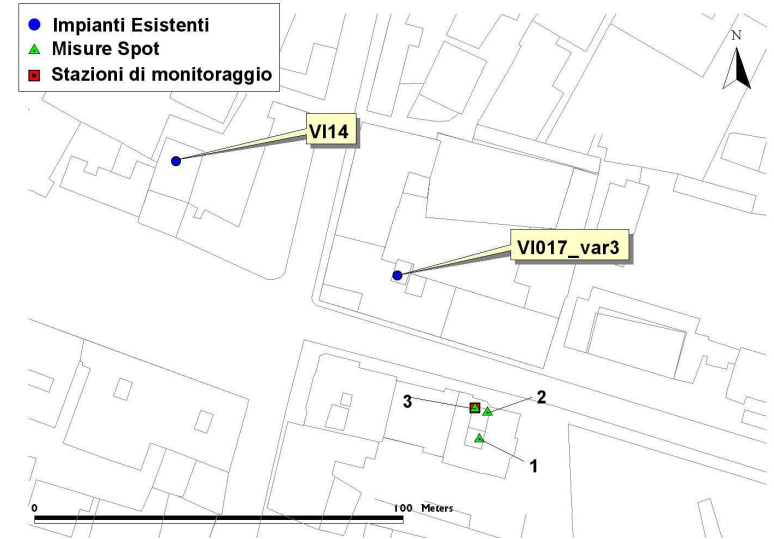 Impianti Esistenti
Misure Spot
Stazioni di monitoraggio
N
VI14
VI017_var3
3
2
1
0
100 Meters